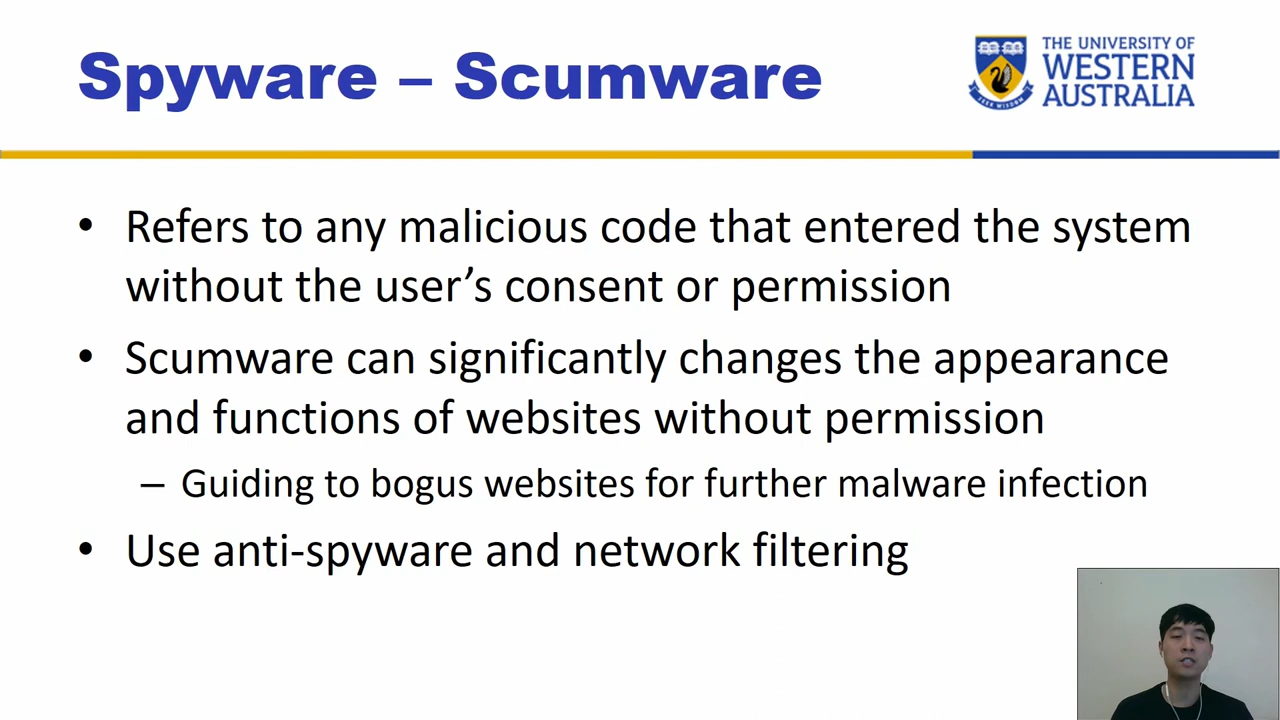 Spyware – Scumware
THE UNIVERSITY OF
WESTERN
AUSTRALIA
SEEK WISDOM
• Refers to any malicious code that entered the system
without the user’s consent or permission
• Scumware can significantly changes the appearance
and functions of websites without permission
– Guiding to bogus websites for further malware infection
• Use anti-spyware and network filtering